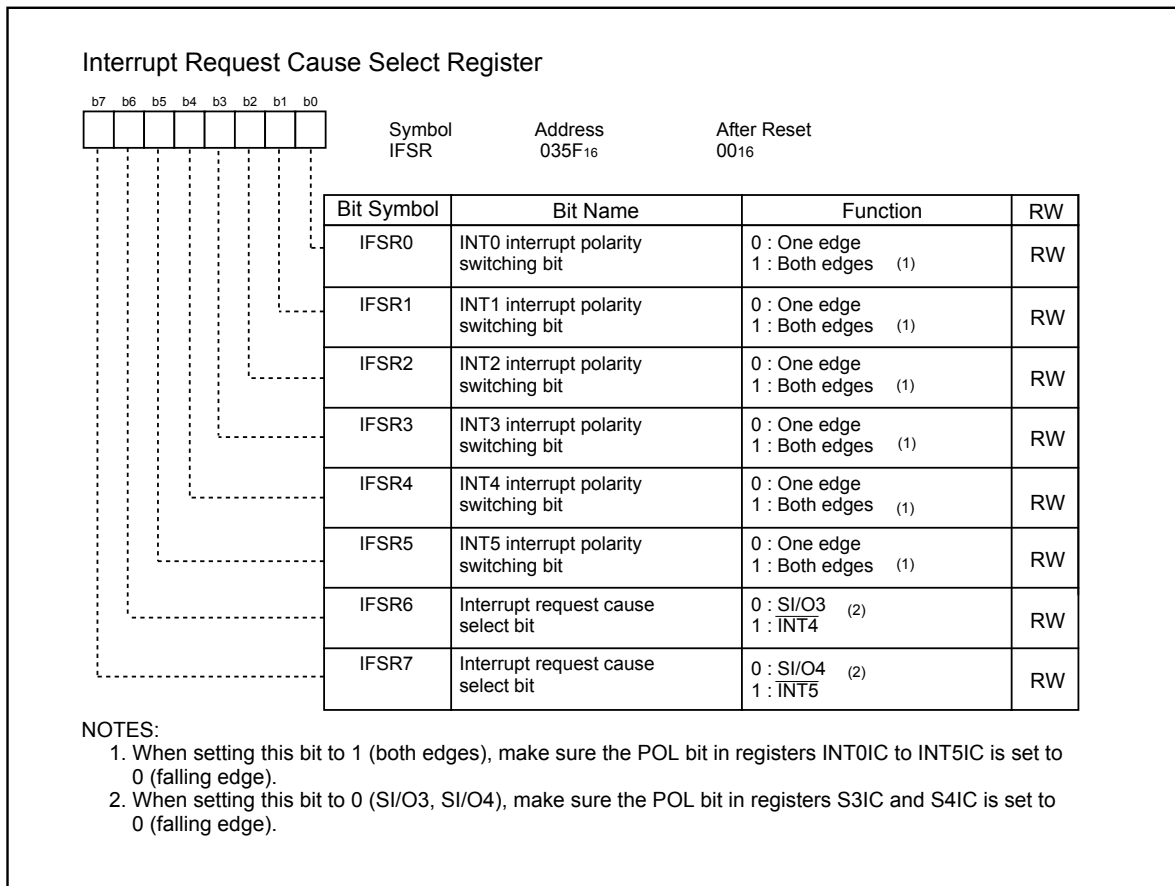 Interrupt Request Cause Select Register
b7 b6 b5 b4 b3 b2 b1 b0
Symbol Address After Reset
IFSR 035F16 0016
Bit Symbol Bit Name Function RW
IFSR0 INT0 interrupt polarity switching bit 0 : One edge 1 : Both edges (1) RW
IFSR1 INT1 interrupt polarity switching bit 0 : One edge 1 : Both edges (1) RW
IFSR2 INT2 interrupt polarity switching bit 0 : One edge 1 : Both edges (1) RW
IFSR3 INT3 interrupt polarity switching bit 0 : One edge 1 : Both edges (1) RW
IFSR4 INT4 interrupt polarity switching bit 0 : One edge 1 : Both edges (1) RW
IFSR5 INT5 interrupt polarity switching bit 0 : One edge 1 : Both edges (1) RW
IFSR6 Interrupt request cause select bit 0 : SI/O3 (2) 1 : INT4 RW
IFSR7 Interrupt request cause select bit 0 : SI/O4 (2) 1 : INT5 RW
NOTES:
1. When setting this bit to 1 (both edges), make sure the POL bit in registers INT0IC to INT5IC is set to
0 (falling edge).
2. When setting this bit to 0 (SI/O3, SI/O4), make sure the POL bit in registers S3IC and S4IC is set to
0 (falling edge).